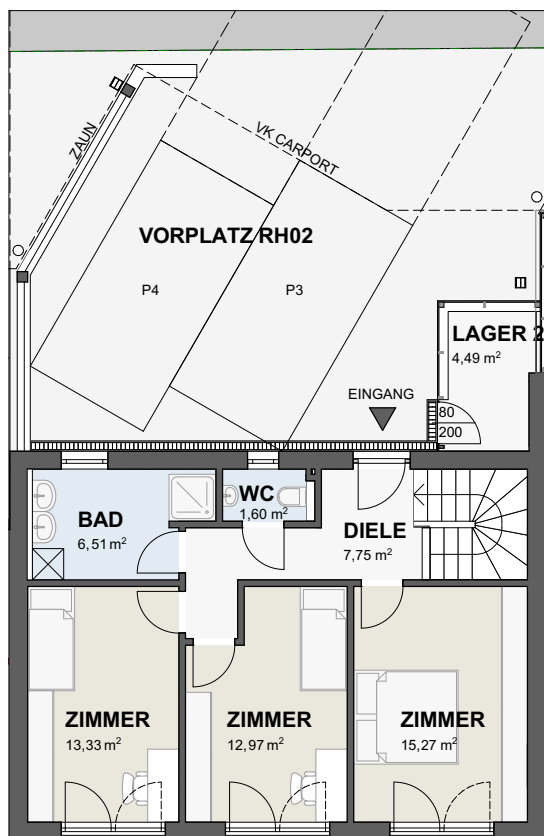 ZAUN
VK CARPORT
VORPLATZ RH02
P4
P3
LAGER 2
4,49 m²
EINGANG
80
200
BAD
6,51 m²
WC
1,60 m²
DIELE
7,75 m²
ZIMMER
13,33 m²
ZIMMER
12,97 m²
ZIMMER
15,27 m²